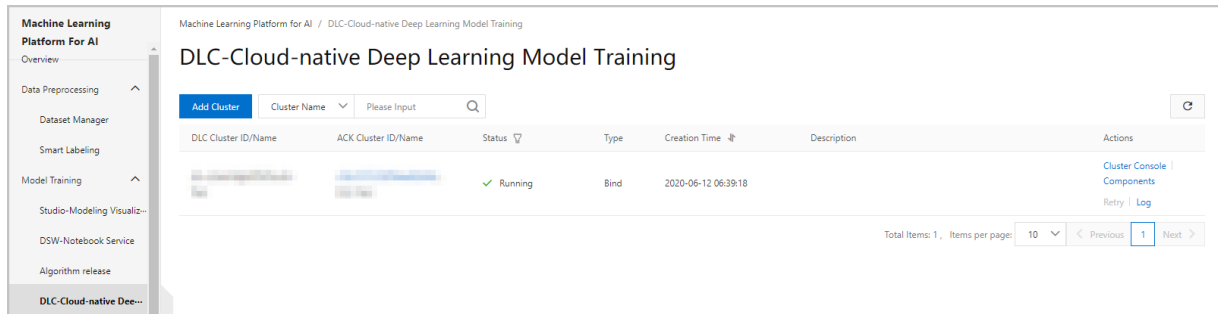 Machine Learning
Platform For AI
Overview
Data Preprocessing
Dataset Manager
Smart Labeling
Model Training
Studio-Modeling Visualiz...
DSW-Notebook Service
Algorithm release
DLC-Cloud-native Dee...
Machine Learning Platform for AI / DLC-Cloud-native Deep Learning Model Training
DLC-Cloud-native Deep Learning Model Training
Add Cluster Cluster Name Please Input
DLC Cluster ID/Name ACK Cluster ID/Name Status Type Creation Time Description Actions
Running Bind 2020-06-12 06:39:18
Cluster Console |
Components
Retry | Log
Total Items: 1 , Items per page: 10 < Previous 1 Next >